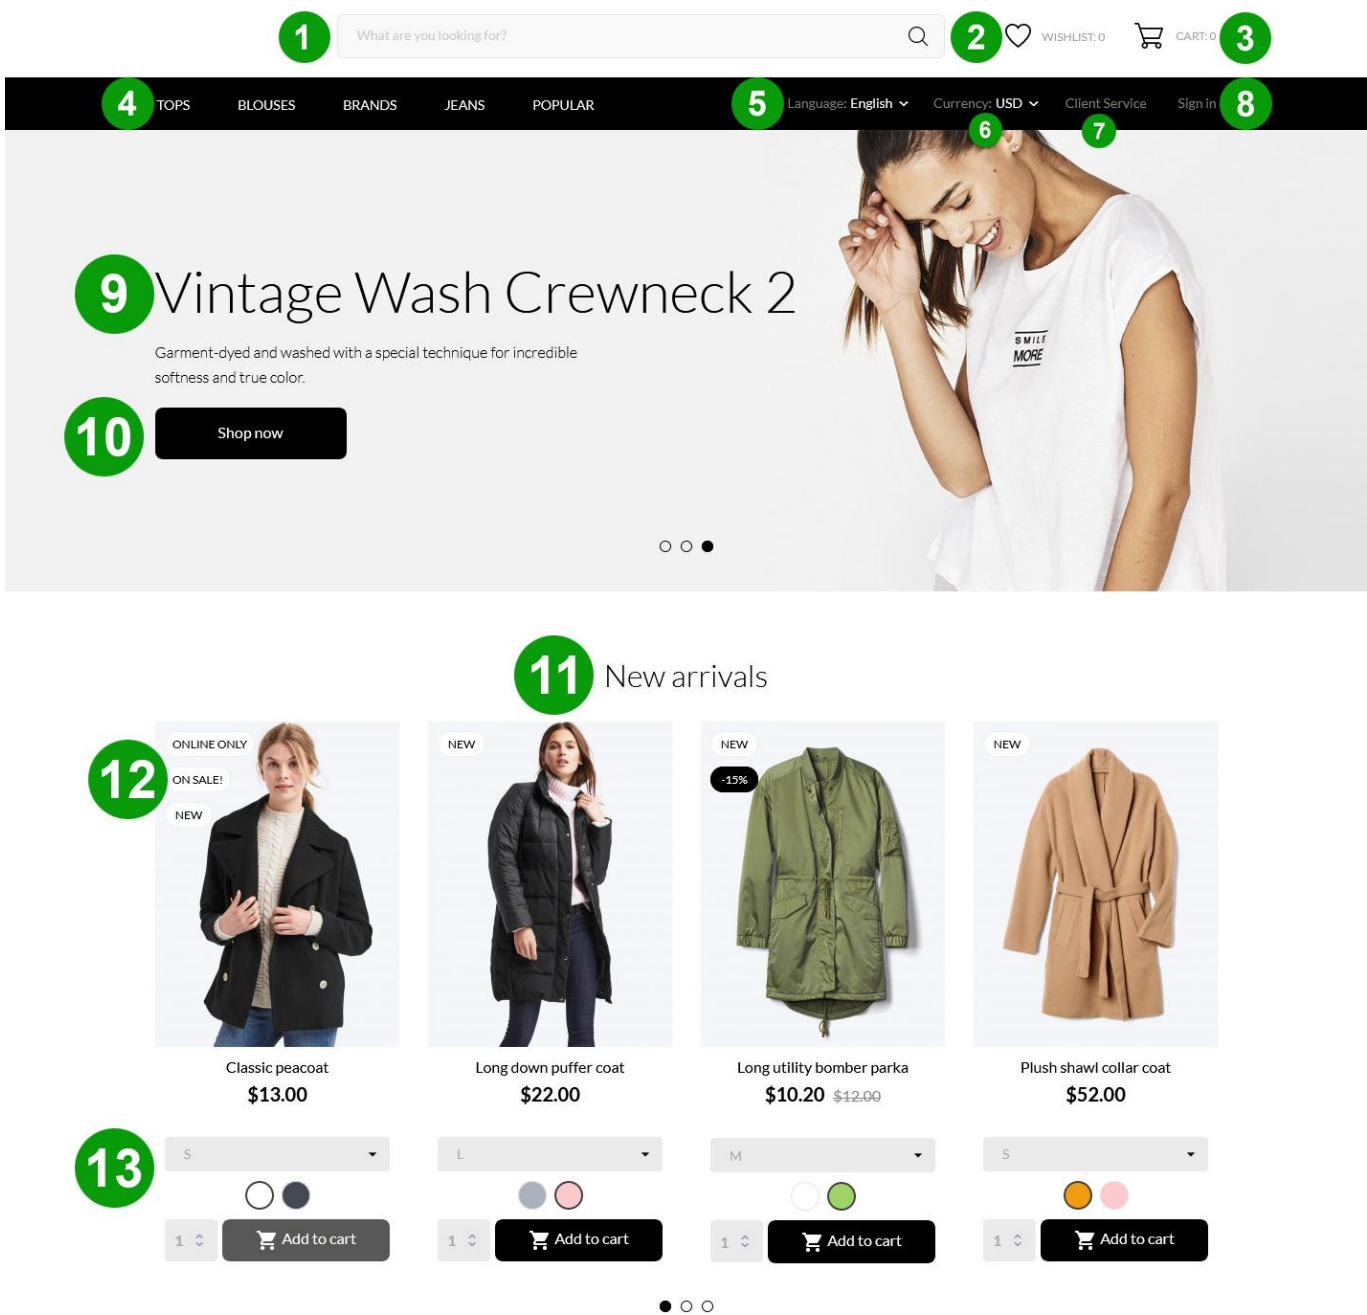 1 What are you looking for? 2 WISHLIST: 0 CART: 0 3
4 TOPS BLOUSES BRANDS JEANS POPULAR 5 Language: English Currency: USD Client Service Sign in 8
6 7
9 Vintage Wash Crewneck 2
Garment-dyed and washed with a special technique for incredible
softness and true color.
10 Shop now
SMILE
MORE
11 New arrivals
12 ONLINE ONLY
ON SALE!
NEW
NEW
NEW
-15%
NEW
Classic peacoat Long down puffer coat Long utility bomber parka Plush shawl collar coat
$13.00 $22.00 $10.20 $12.00 $52.00
13 S L M S
1 Add to cart 1 Add to cart 1 Add to cart 1 Add to cart